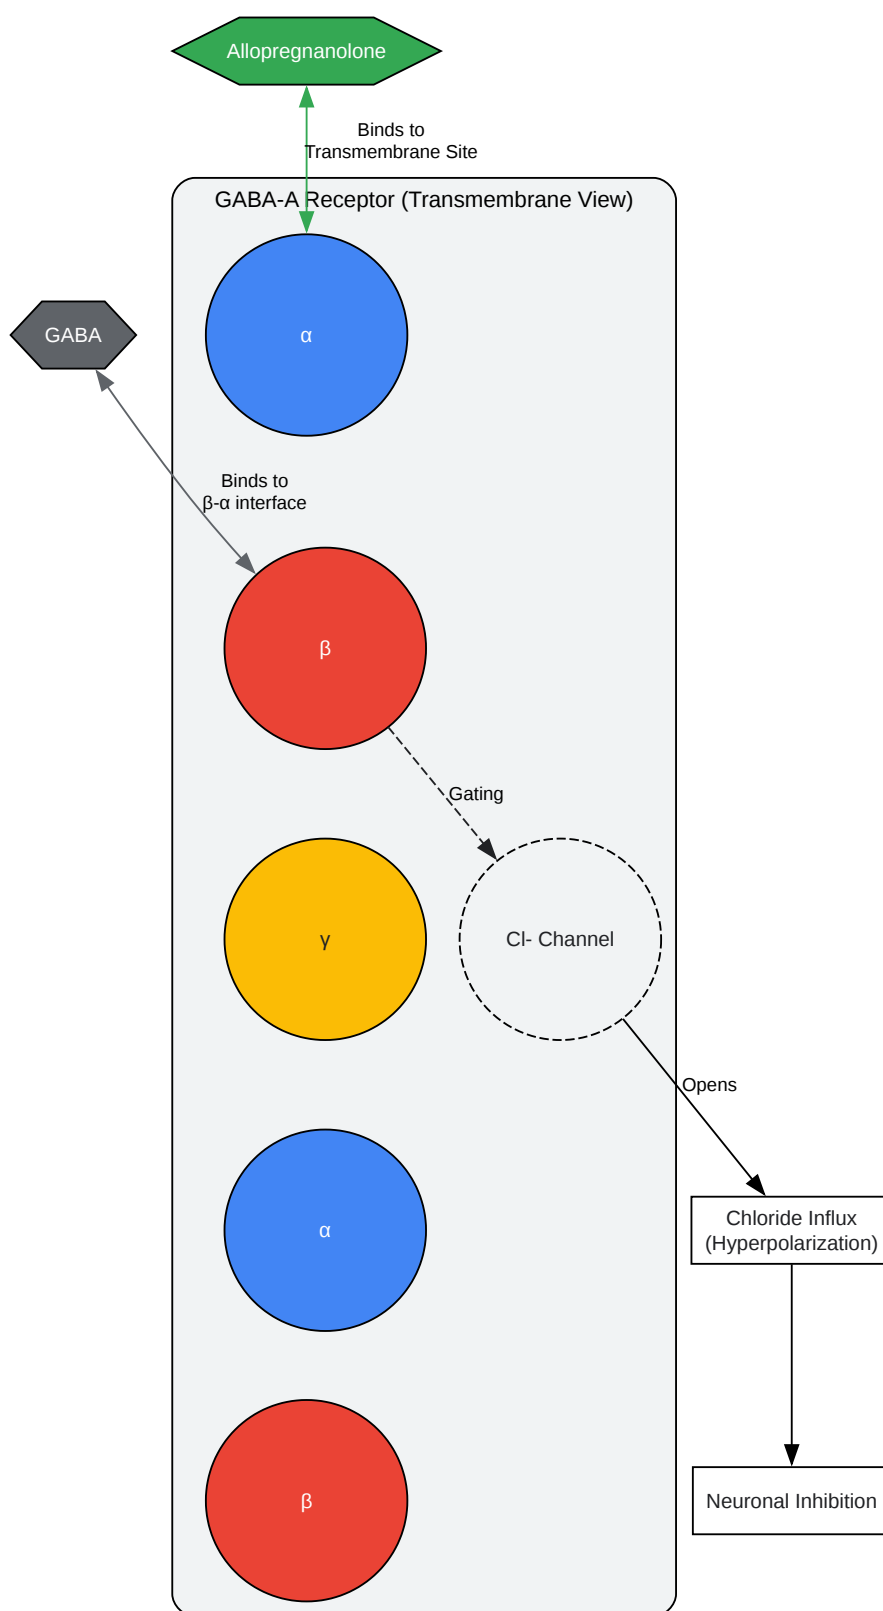 Allopregnanolone
Binds to
Transmembrane Site
GABA-A Receptor (Transmembrane View)
α
GABA
Binds to
β-α interface
β
Gating
γ
Cl- Channel
Opens
α
Chloride Influx
(Hyperpolarization)
β
Neuronal Inhibition